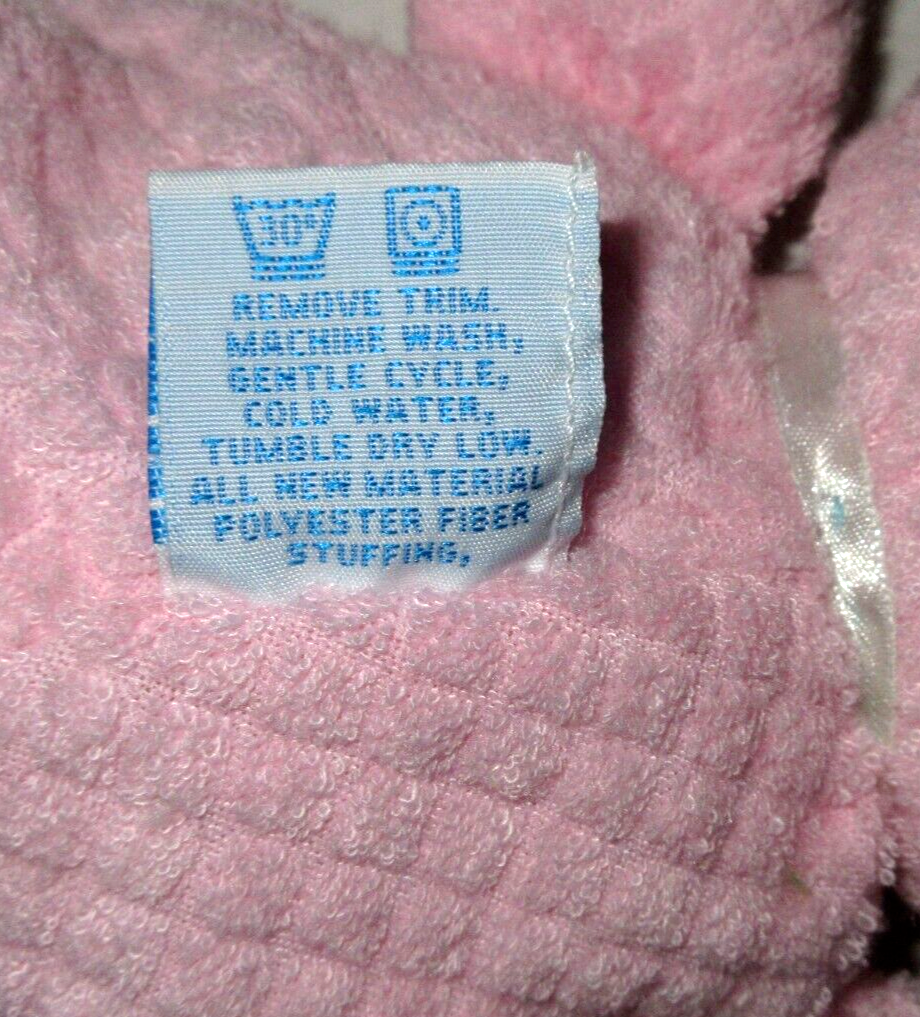 30°
REMOVE TRIM.
MACHINE WASH,
GENTLE CYCLE,
COLD WATER,
TUMBLE DRY LOW.
ALL NEW MATERIAL
POLYESTER FIBER
STUFFING,